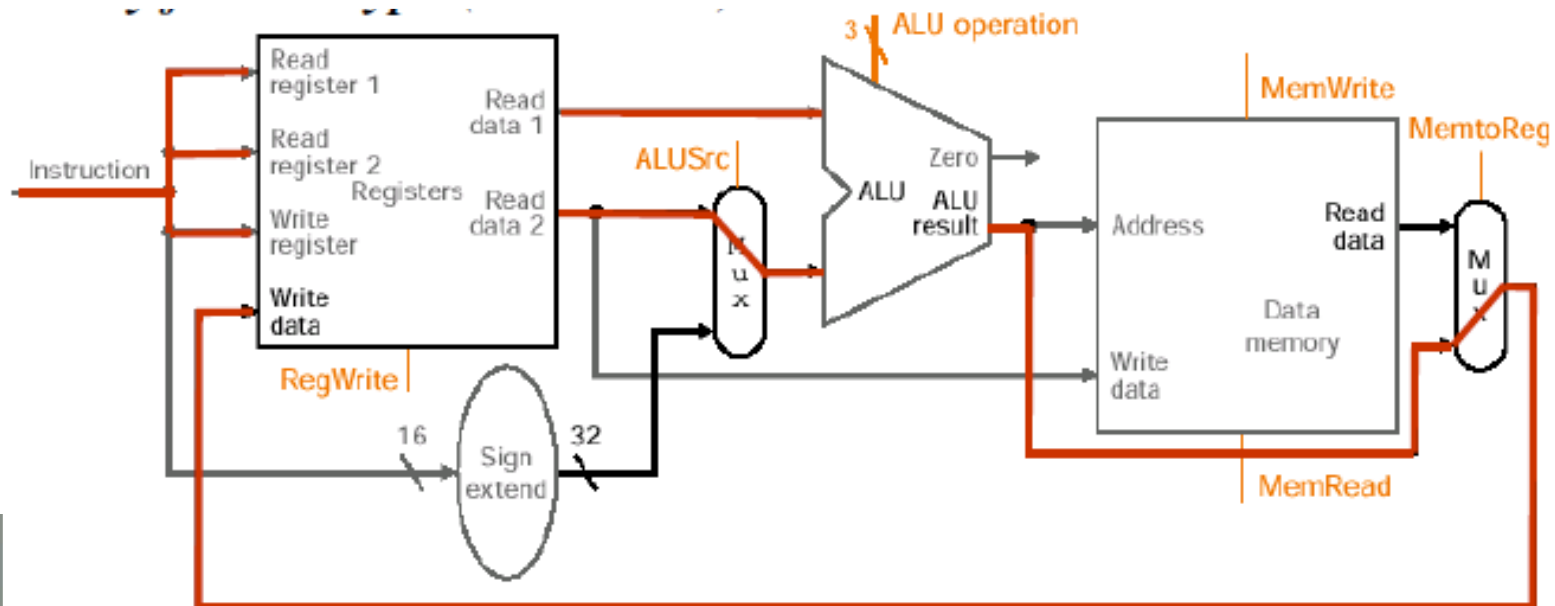 3
ALU operation
Read
register 1
Read
data 1
MemWrite
MemtoReg
Read
register 2
ALUSrc
Zero
Instruction
Registers
Read
data 2
ALU
ALU
result
Read
data
Write
register
Address
M
u
x
M
u
x
Write
data
Data
memory
RegWrite
Write
data
16
32
Sign
extend
MemRead